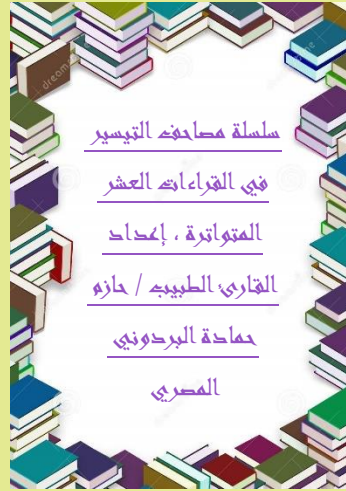 سلسلة مصاحف التيسير
في القراءات العشر
المتواترة ، إعداد
القارئ الطبيب / حازم
حمادة البردوني
المصري